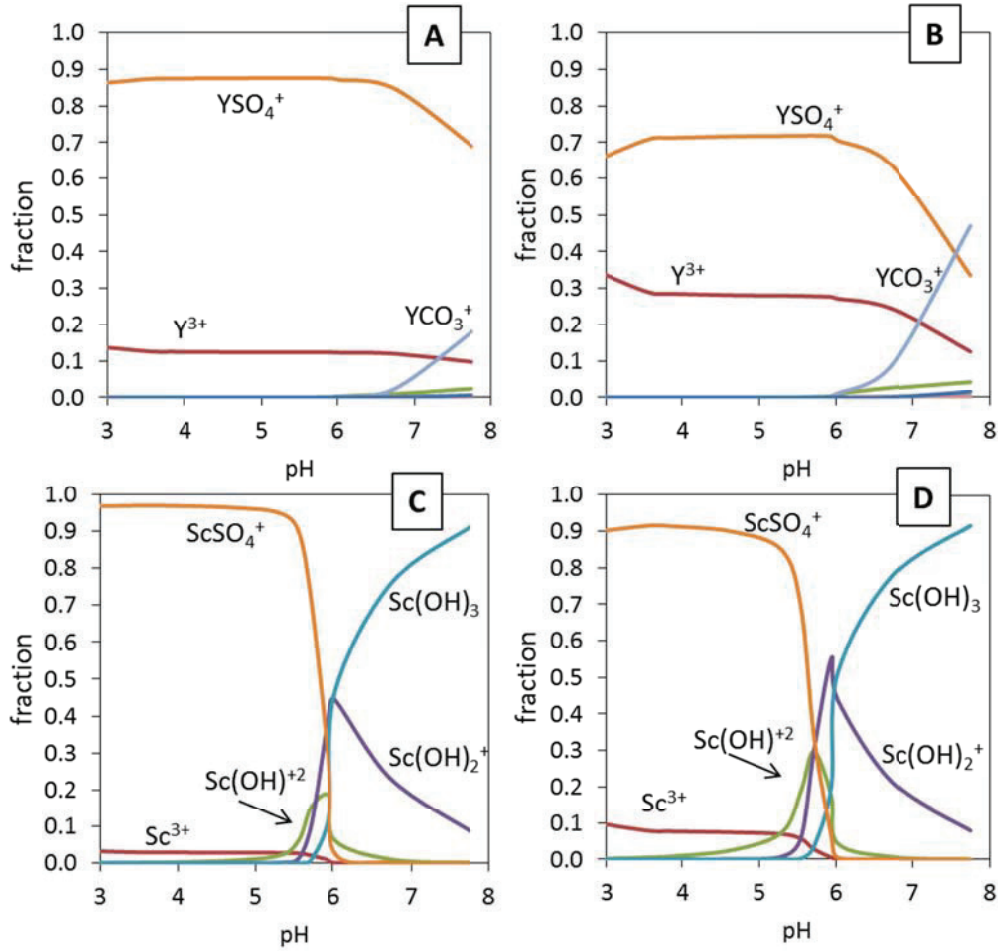 A
1.0
0.9
0.8
0.7
0.6
0.5
0.4
0.3
0.2
0.1
0.0
fraction
YSO₄⁺
Y³⁺
YCO₃⁺
3 4 5 6 7 8
pH
B
1.0
0.9
0.8
0.7
0.6
0.5
0.4
0.3
0.2
0.1
0.0
fraction
YSO₄⁺
Y³⁺
YCO₃⁺
3 4 5 6 7 8
pH
C
1.0
0.9
0.8
0.7
0.6
0.5
0.4
0.3
0.2
0.1
0.0
fraction
ScSO₄⁺
Sc(OH)₃
Sc(OH)⁺²
Sc(OH)₂⁺
Sc³⁺
3 4 5 6 7 8
pH
D
1.0
0.9
0.8
0.7
0.6
0.5
0.4
0.3
0.2
0.1
0.0
fraction
ScSO₄⁺
Sc(OH)₃
Sc(OH)⁺²
Sc(OH)₂⁺
Sc³⁺
3 4 5 6 7 8
pH